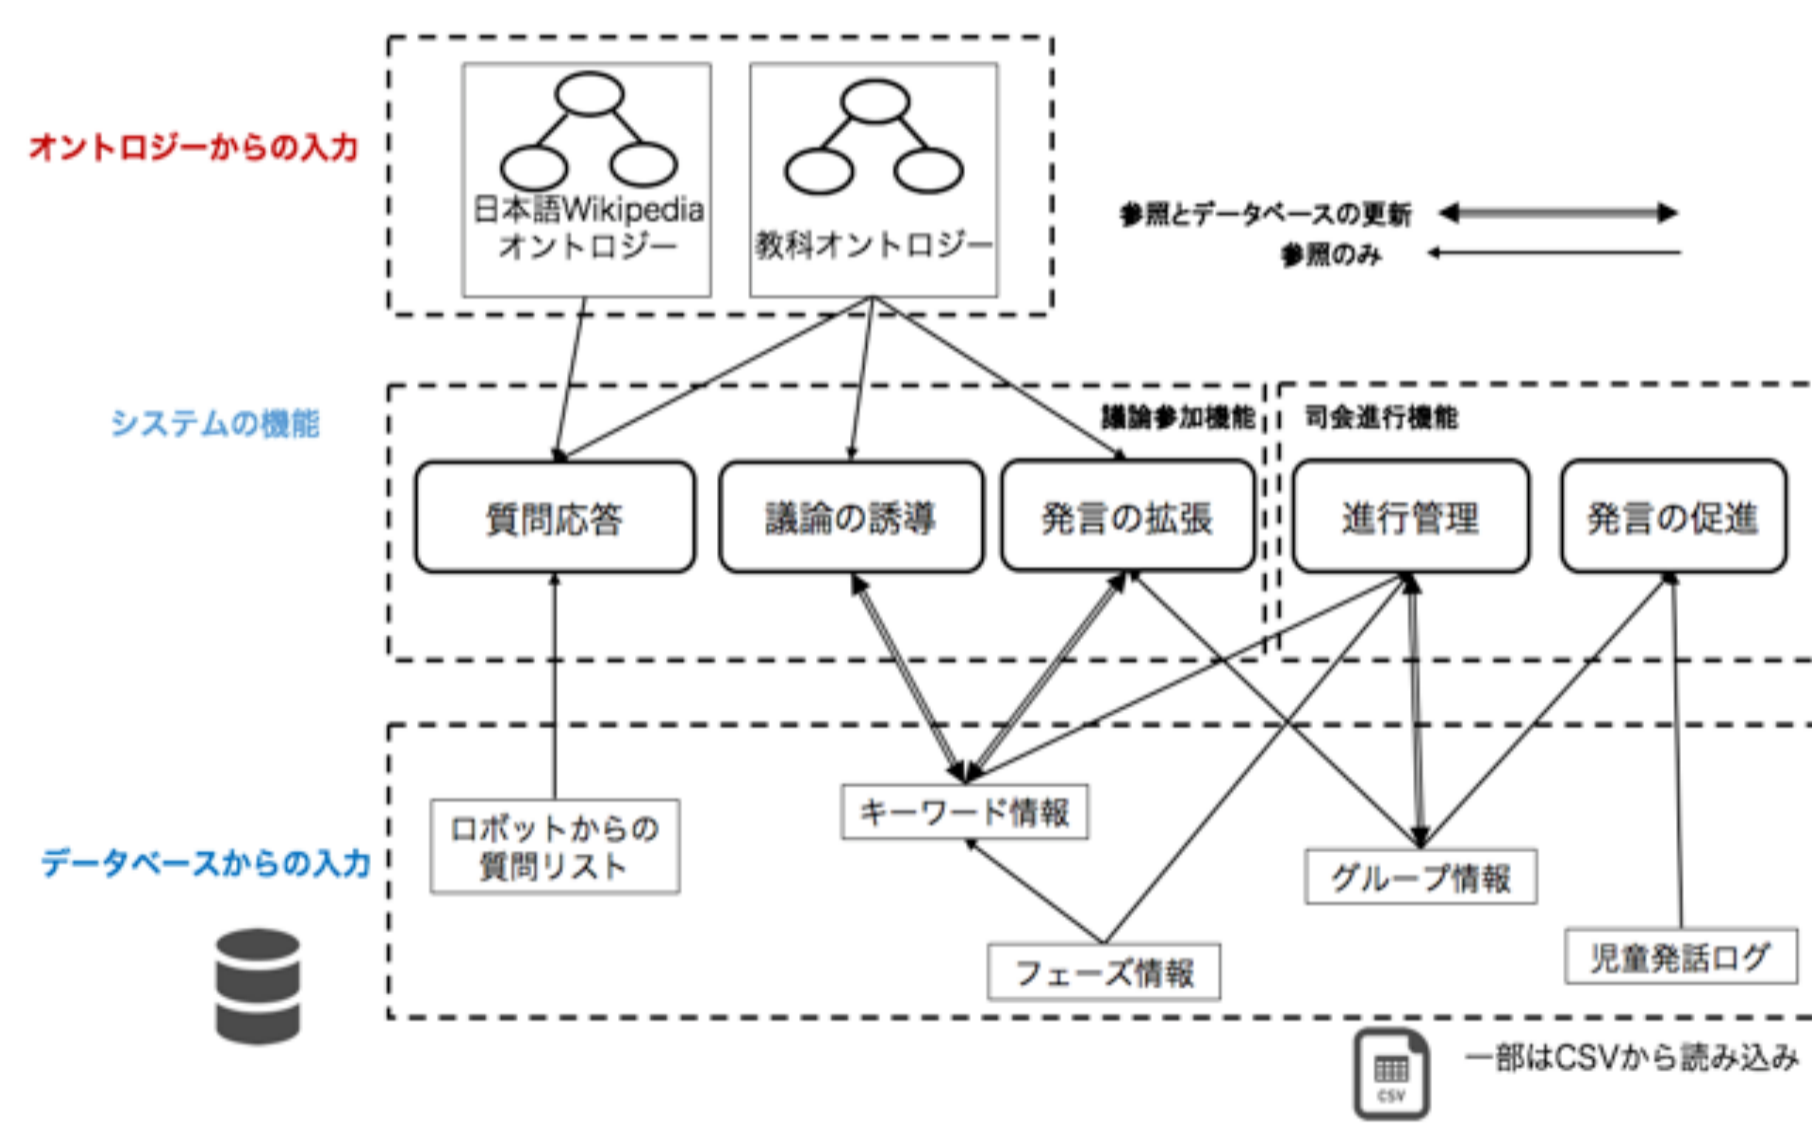 オントロジーからの入力
日本語Wikipedia
オントロジー
教科オントロジー
参照とデータベースの更新
参照のみ
システムの機能
議論参加機能
司会進行機能
質問応答
議論の誘導
発言の拡張
進行管理
発言の促進
データベースからの入力
ロボットからの
質問リスト
キーワード情報
グループ情報
フェーズ情報
児童発話ログ
CSV
一部はCSVから読み込み